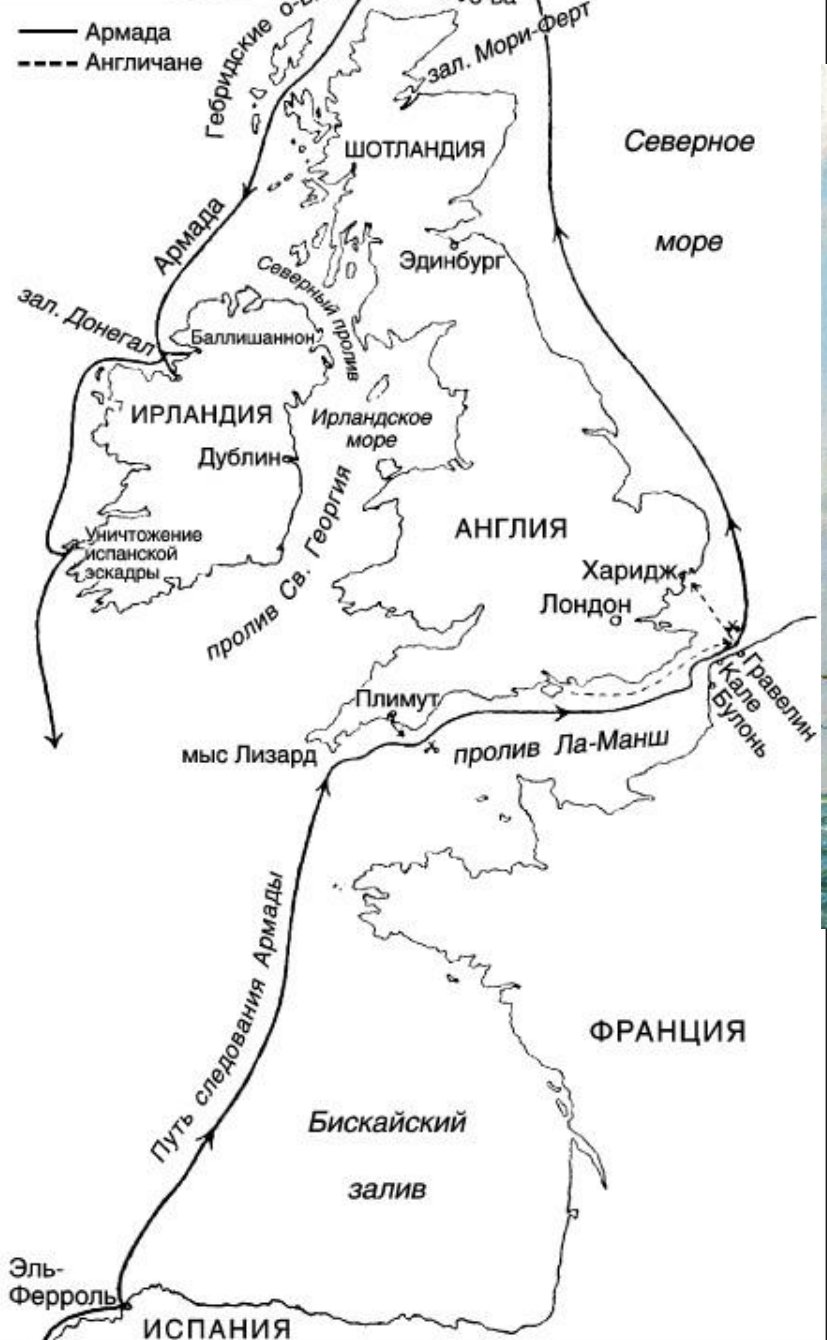 Армада
Англичане
Гебридские
зал. Мори-Ферт
ШОТЛАНДИЯ
Северное
море
Армада
Эдинбург
Северный пролив
зал. Донегал
Баллишаннон
ИРЛАНДИЯ
Ирландское
море
Дублин
пролив Св. Георгия
АНГЛИЯ
Уничтожение
испанской
эскадры
Харидж
Лондон
Гравелин
Кале
Булонь
Плимут
мыс Лизард
пролив Ла-Манш
Путь следования Армады
ФРАНЦИЯ
Бискайский
залив
Эль-
Ферроль
ИСПАНИЯ